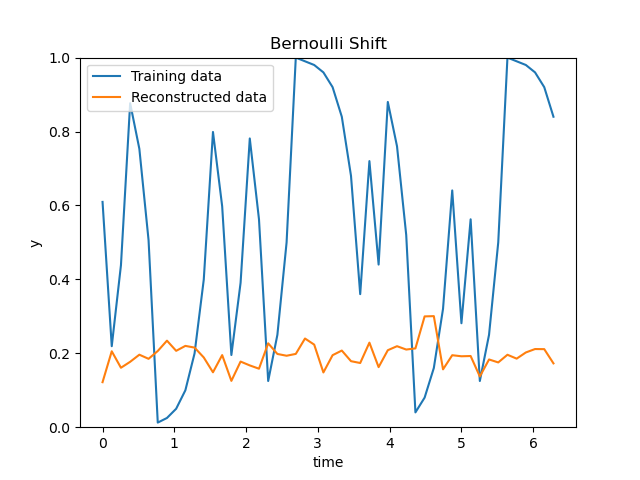 Bernoulli Shift
Training data
Reconstructed data
1.0
0.8
0.6
0.4
0.2
0.0
y
0 1 2 3 4 5 6
time